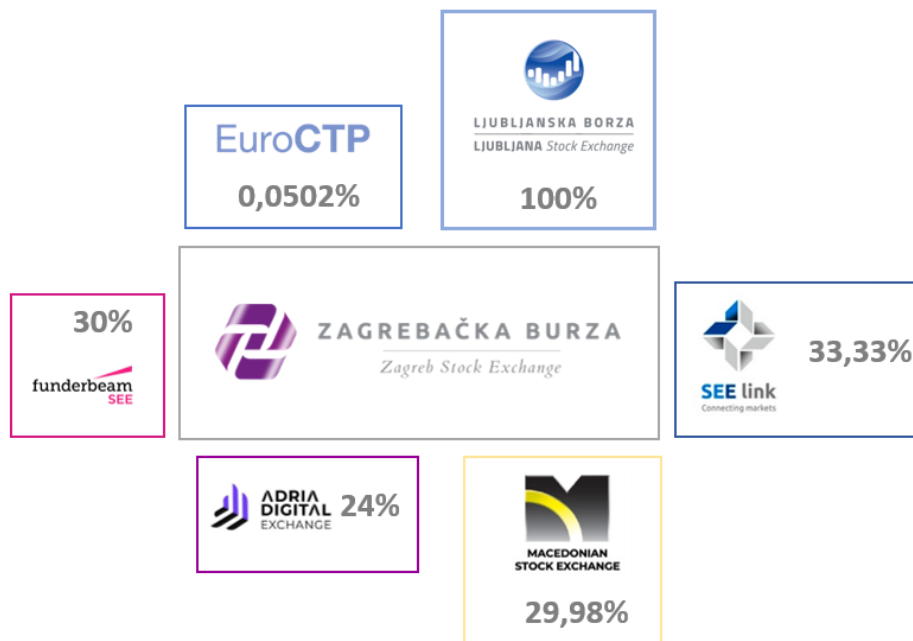 EuroCTP
0,0502%
LJUBLJANSKA BORZA
LJUBLJANA Stock Exchange
100%
30%
funderbeam
SEE
ZAGREBAČKA BURZA
Zagreb Stock Exchange
SEE link
Connecting markets
33,33%
ADRIA
DIGITAL
EXCHANGE
24%
MACEDONIAN
STOCK EXCHANGE
29,98%